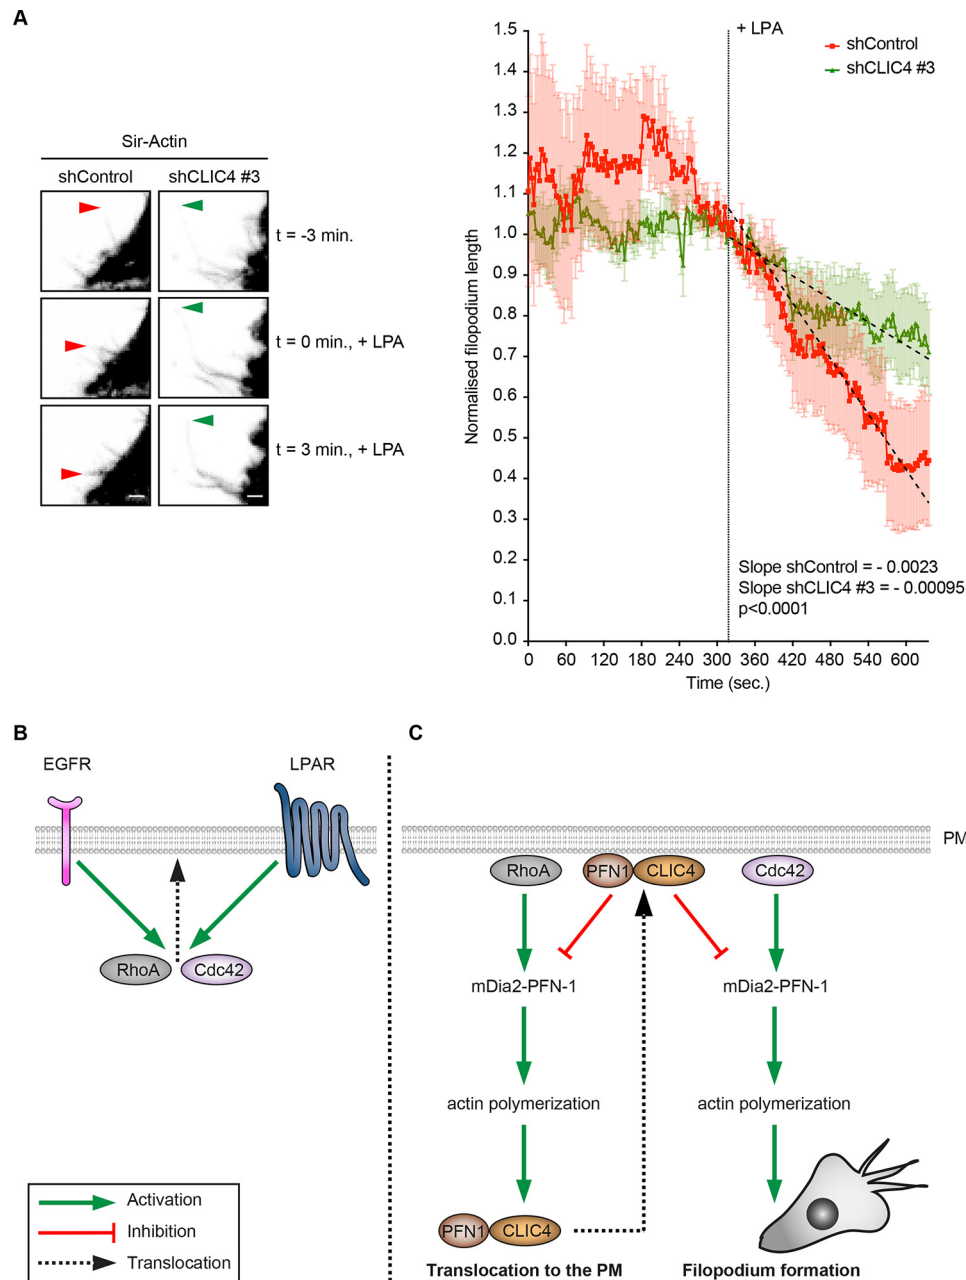 A
Sir-Actin
shControl
shCLIC4 #3
t = -3 min.
t = 0 min., + LPA
t = 3 min., + LPA
+ LPA
shControl
shCLIC4 #3
Normalised filopodium length
1.5
1.4
1.3
1.2
1.1
1.0
0.9
0.8
0.7
0.6
0.5
0.4
0.3
0.2
0.1
0.0
Slope shControl = - 0.0023
Slope shCLIC4 #3 = - 0.00095
p<0.0001
0 60 120 180 240 300 360 420 480 540 600
Time (sec.)
B
EGFR
LPAR
RhoA
Cdc42
Activation
Inhibition
Translocation
C
PM
RhoA
PFN1
CLIC4
Cdc42
mDia2-PFN-1
mDia2-PFN-1
actin polymerization
actin polymerization
PFN1
CLIC4
Translocation to the PM
Filopodium formation